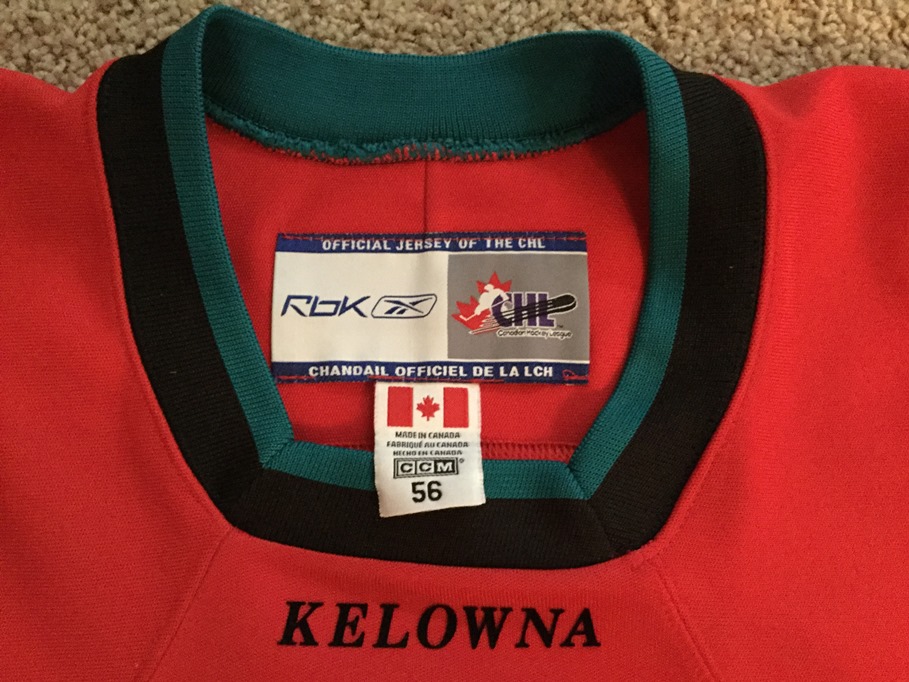 OFFICIAL JERSEY OF THE CHL
RbK
CHL
Canadian Hockey League
CHANDAIL OFFICIEL DE LA LCH
MADE IN CANADA
FABRIQUÉ AU CANADA
HECHO EN CANADA
CCM®
56
KELOWNA